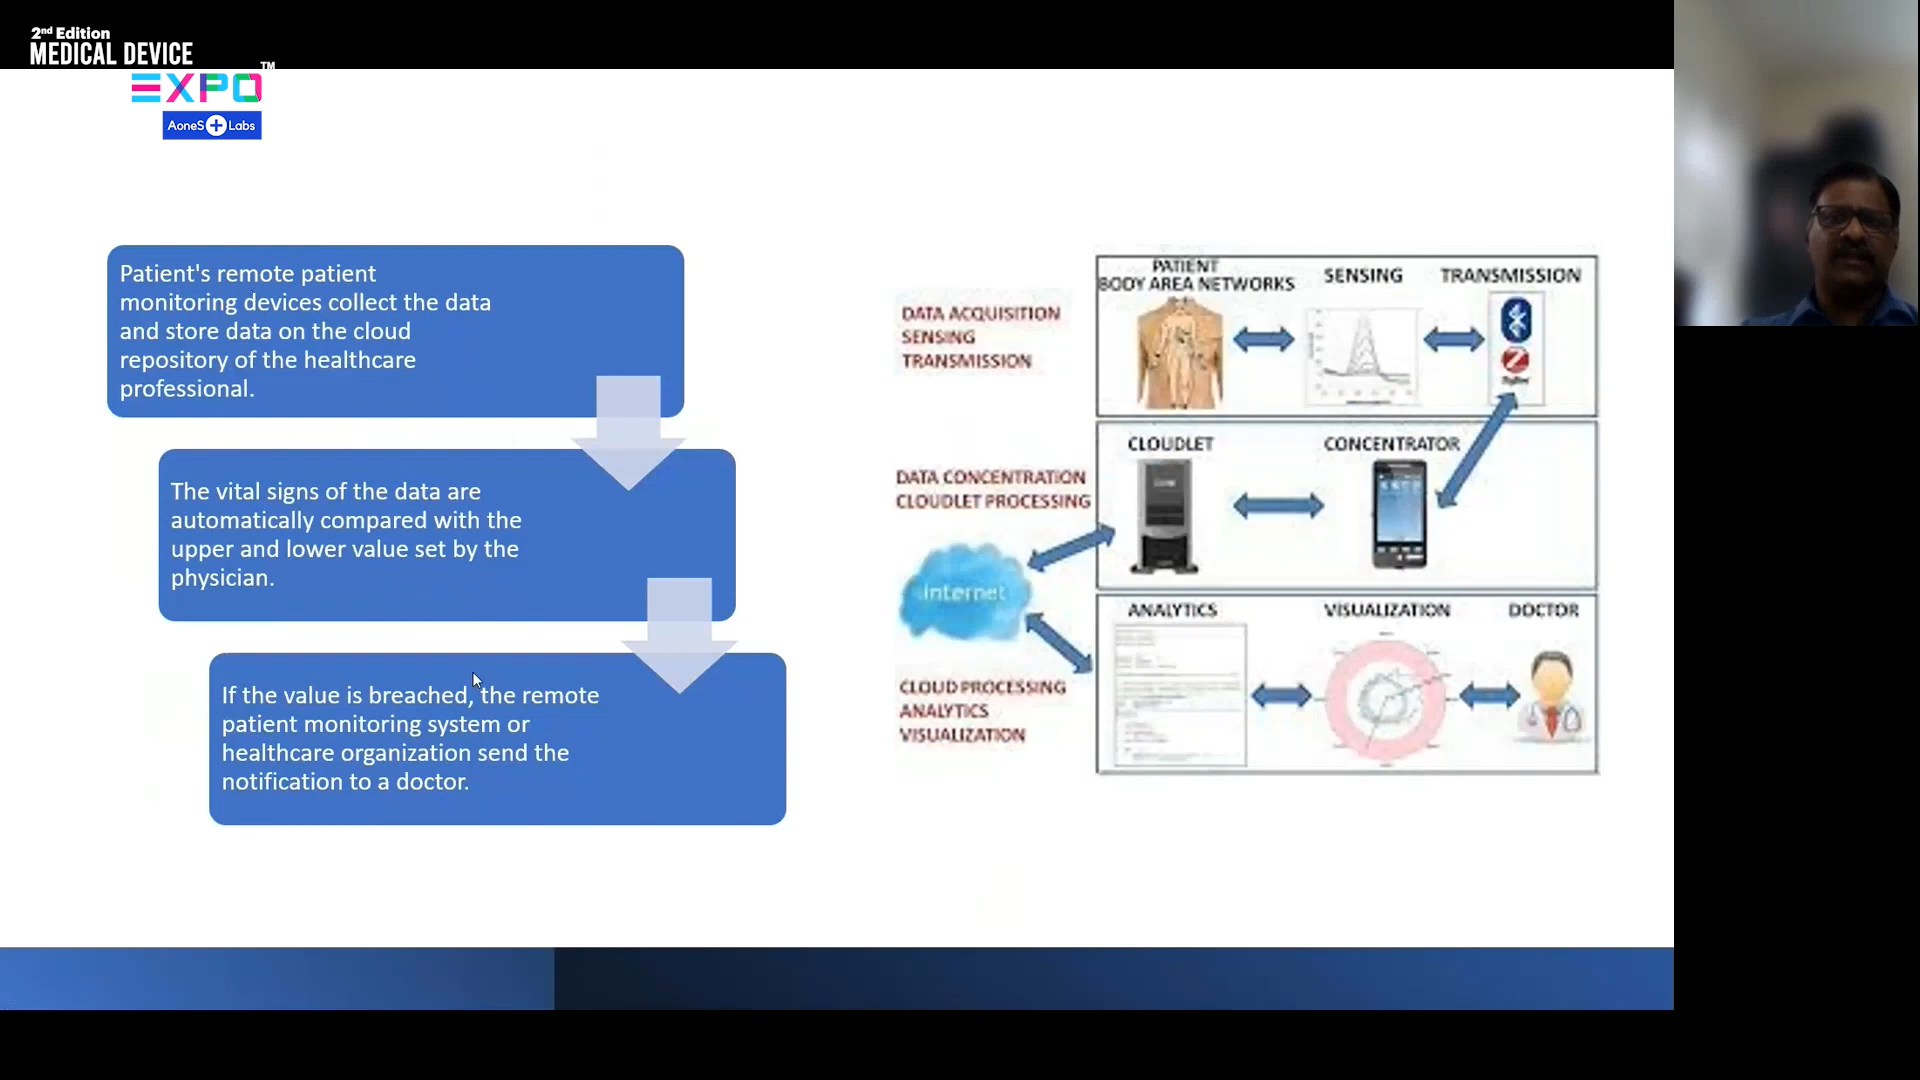 2nd Edition
MEDICAL DEVICE
EXPO TM
AoneS Labs
Patient's remote patient
monitoring devices collect the data
and store data on the cloud
repository of the healthcare
professional.
The vital signs of the data are
automatically compared with the
upper and lower value set by the
physician.
If the value is breached, the remote
patient monitoring system or
healthcare organization send the
notification to a doctor.
DATA ACQUISITION
SENSING
TRANSMISSION
PATIENT
BODY AREA NETWORKS
SENSING
TRANSMISSION
DATA CONCENTRATION
CLOUDLET PROCESSING
CLOUDLET
CONCENTRATOR
Internet
CLOUD PROCESSING
ANALYTICS
VISUALIZATION
ANALYTICS
VISUALIZATION
DOCTOR